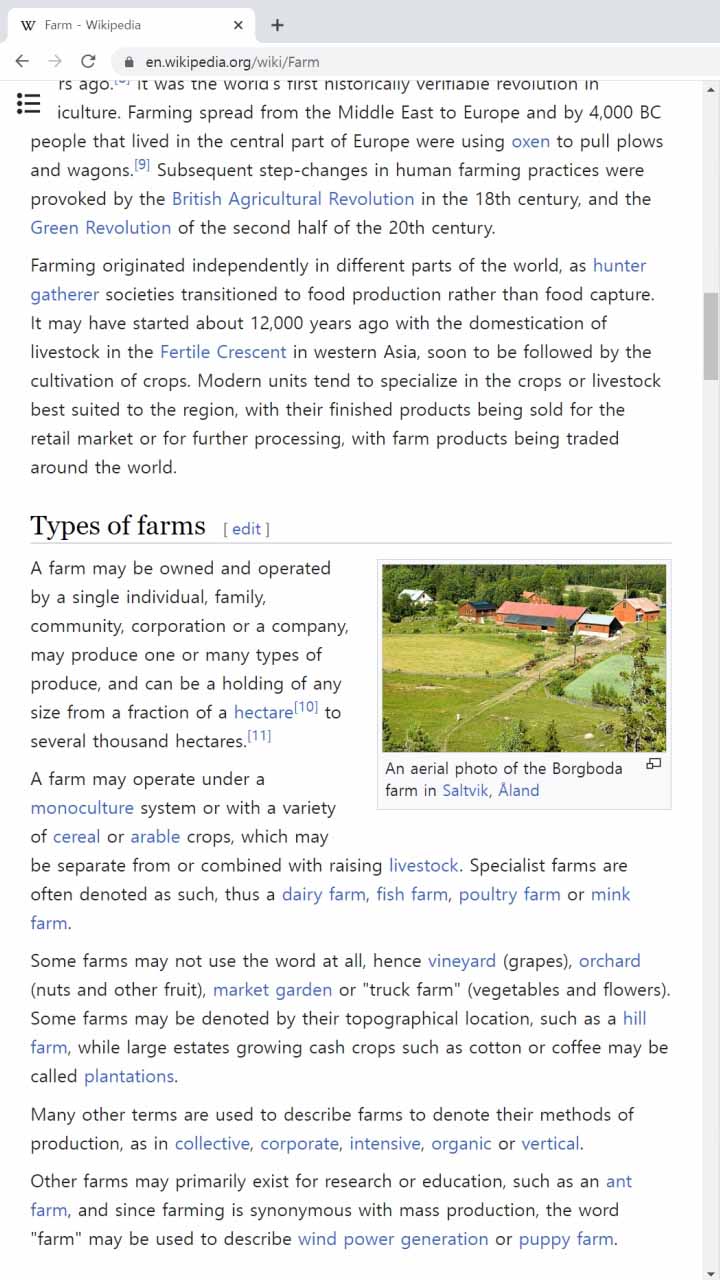 Farm - Wikipedia
en.wikipedia.org/wiki/Farm
rs ago.[8] It was the world's first historically verifiable revolution in
iculture. Farming spread from the Middle East to Europe and by 4,000 BC
people that lived in the central part of Europe were using oxen to pull plows
and wagons.[9] Subsequent step-changes in human farming practices were
provoked by the British Agricultural Revolution in the 18th century, and the
Green Revolution of the second half of the 20th century.
Farming originated independently in different parts of the world, as hunter
gatherer societies transitioned to food production rather than food capture.
It may have started about 12,000 years ago with the domestication of
livestock in the Fertile Crescent in western Asia, soon to be followed by the
cultivation of crops. Modern units tend to specialize in the crops or livestock
best suited to the region, with their finished products being sold for the
retail market or for further processing, with farm products being traded
around the world.
Types of farms [ edit ]
A farm may be owned and operated
by a single individual, family,
community, corporation or a company,
may produce one or many types of
produce, and can be a holding of any
size from a fraction of a hectare[10] to
several thousand hectares.[11]
An aerial photo of the Borgboda
farm in Saltvik, Åland
A farm may operate under a
monoculture system or with a variety
of cereal or arable crops, which may
be separate from or combined with raising livestock. Specialist farms are
often denoted as such, thus a dairy farm, fish farm, poultry farm or mink
farm.
Some farms may not use the word at all, hence vineyard (grapes), orchard
(nuts and other fruit), market garden or "truck farm" (vegetables and flowers).
Some farms may be denoted by their topographical location, such as a hill
farm, while large estates growing cash crops such as cotton or coffee may be
called plantations.
Many other terms are used to describe farms to denote their methods of
production, as in collective, corporate, intensive, organic or vertical.
Other farms may primarily exist for research or education, such as an ant
farm, and since farming is synonymous with mass production, the word
"farm" may be used to describe wind power generation or puppy farm.